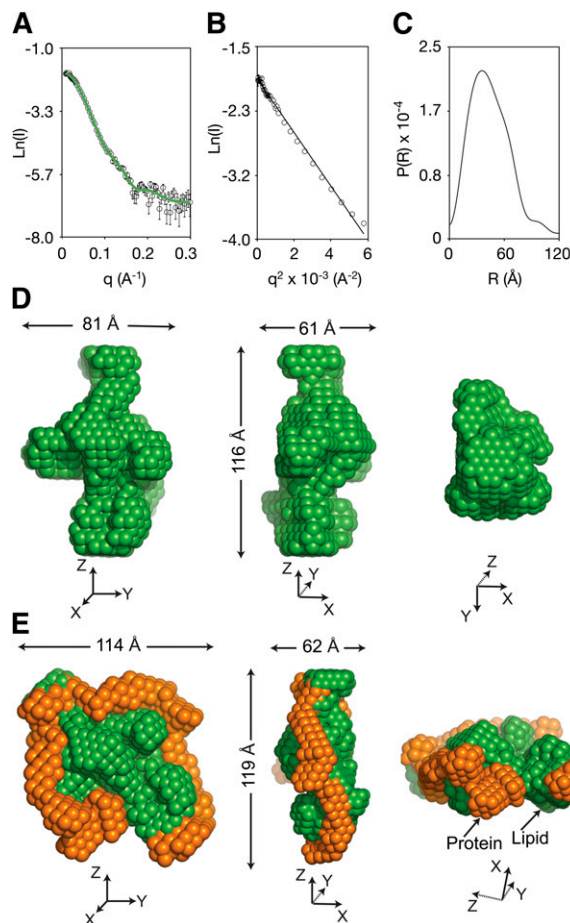 A
B
C
-1.0
-3.3
-5.7
-8.0
Ln(I)
0
0.1
0.2
0.3
q (A-1)
-1.5
-2.3
-3.2
-4.0
Ln(I)
0
2
4
6
q2 x 10-3 (A-2)
2.5
1.7
0.8
0
P(R) x 10-4
0
60
120
R (Å)
D
81 Å
61 Å
116 Å
Z
Y
X
Z
Y
X
Z
X
Y
E
114 Å
62 Å
119 Å
Protein
Lipid
Z
Y
X
Z
Y
X
X
Z
Y